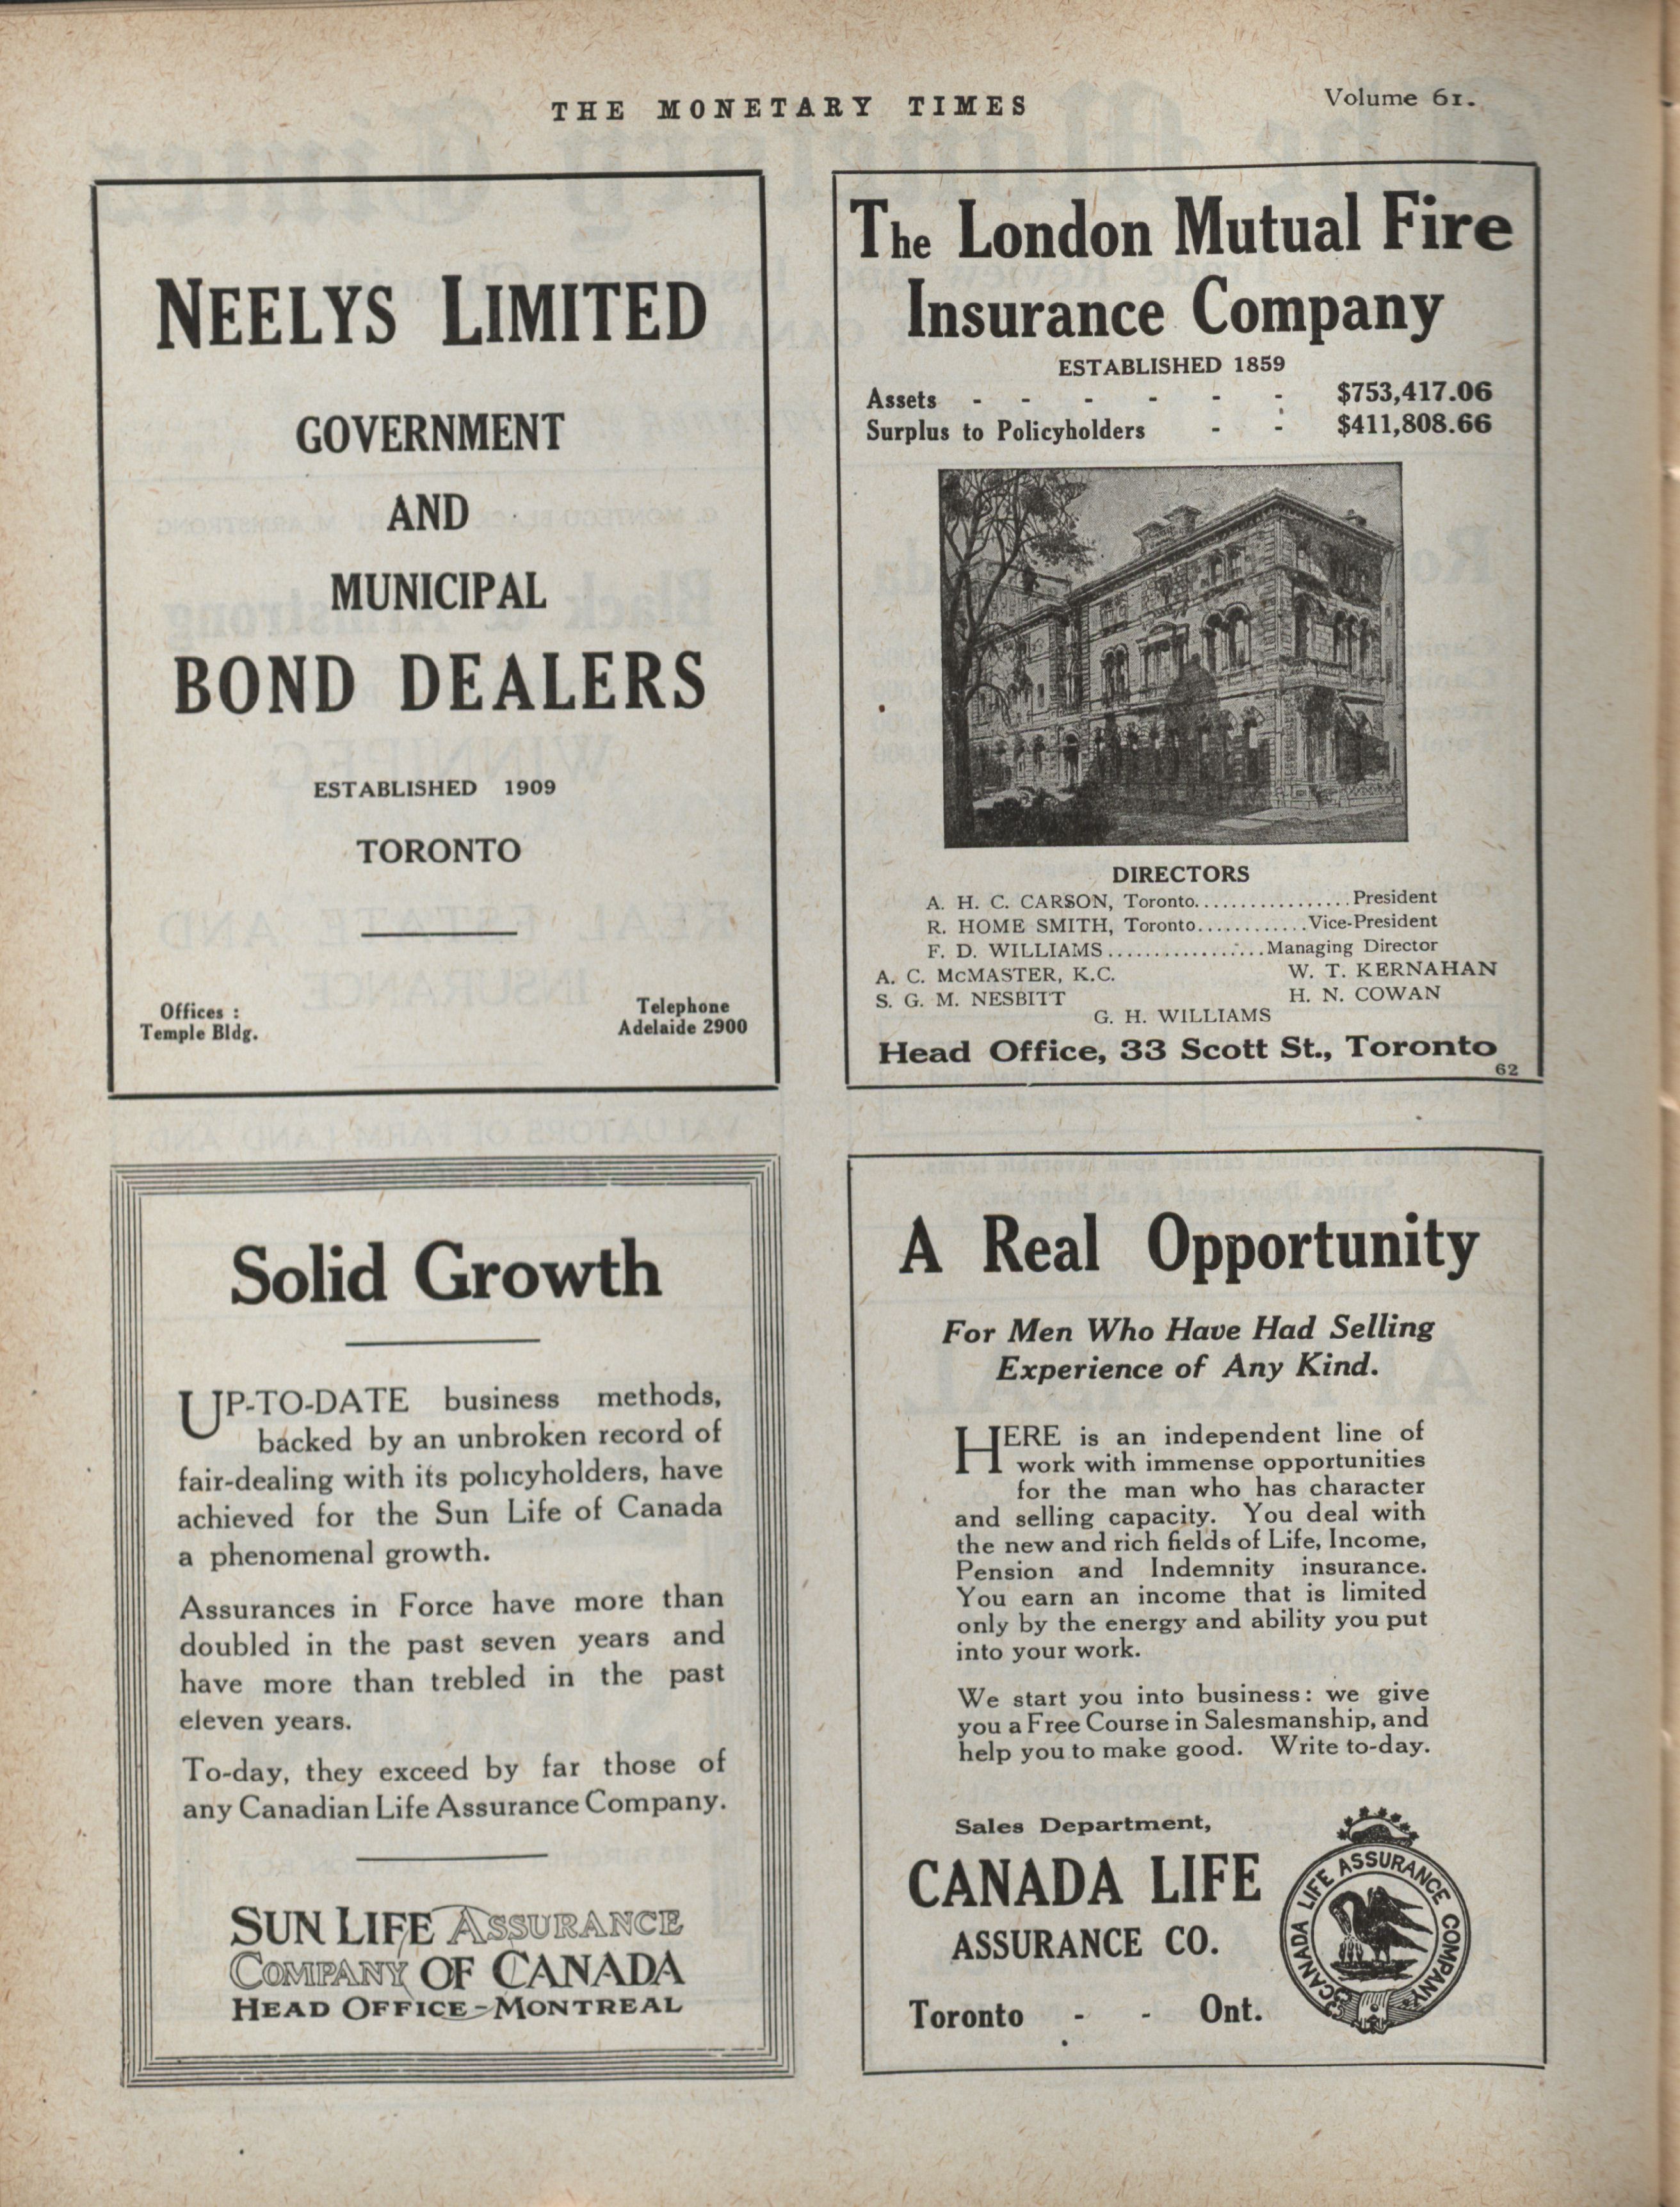 THE MONETARY TIMES
Volume 61.
NEELYS LIMITED
GOVERNMENT
AND
MUNICIPAL
BOND DEALERS
ESTABLISHED 1909
TORONTO
Offices :
Temple Bldg.
Telephone
Adelaide 2900
The London Mutual Fire
Insurance Company
ESTABLISHED 1859
Assets - - - - - - $753,417.06
Surplus to Policyholders - - $411,808.66
DIRECTORS
A. H. C. CARSON, Toronto.................President
R. HOME SMITH, Toronto............Vice-President
F. D. WILLIAMS.................Managing Director
A. C. McMASTER, K.C. W. T. KERNAHAN
S. G. M. NESBITT H. N. COWAN
G. H. WILLIAMS
Head Office, 33 Scott St., Toronto
62
Solid Growth
UP-TO-DATE business methods,
backed by an unbroken record of
fair-dealing with its policyholders, have
achieved for the Sun Life of Canada
a phenomenal growth.
Assurances in Force have more than
doubled in the past seven years and
have more than trebled in the past
eleven years.
To-day, they exceed by far those of
any Canadian Life Assurance Company.
SUN LIFE ASSURANCE
COMPANY OF CANADA
HEAD OFFICE-MONTREAL
A Real Opportunity
For Men Who Have Had Selling
Experience of Any Kind.
HERE is an independent line of
work with immense opportunities
for the man who has character
and selling capacity. You deal with
the new and rich fields of Life, Income,
Pension and Indemnity insurance.
You earn an income that is limited
only by the energy and ability you put
into your work.
We start you into business: we give
you a Free Course in Salesmanship, and
help you to make good. Write to-day.
Sales Department,
CANADA LIFE
ASSURANCE CO.
Toronto - - Ont.
CANADA LIFE ASSURANCE COMPANY